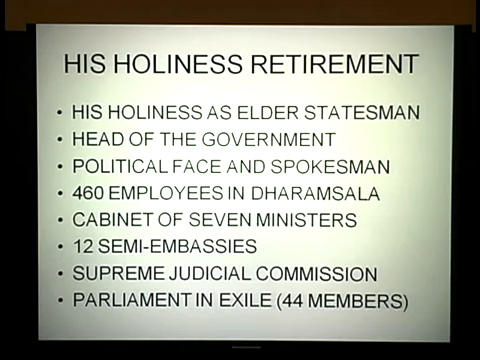 HIS HOLINESS RETIREMENT
• HIS HOLINESS AS ELDER STATESMAN
• HEAD OF THE GOVERNMENT
• POLITICAL FACE AND SPOKESMAN
• 460 EMPLOYEES IN DHARAMSALA
• CABINET OF SEVEN MINISTERS
• 12 SEMI-EMBASSIES
• SUPREME JUDICIAL COMMISSION
• PARLIAMENT IN EXILE (44 MEMBERS)